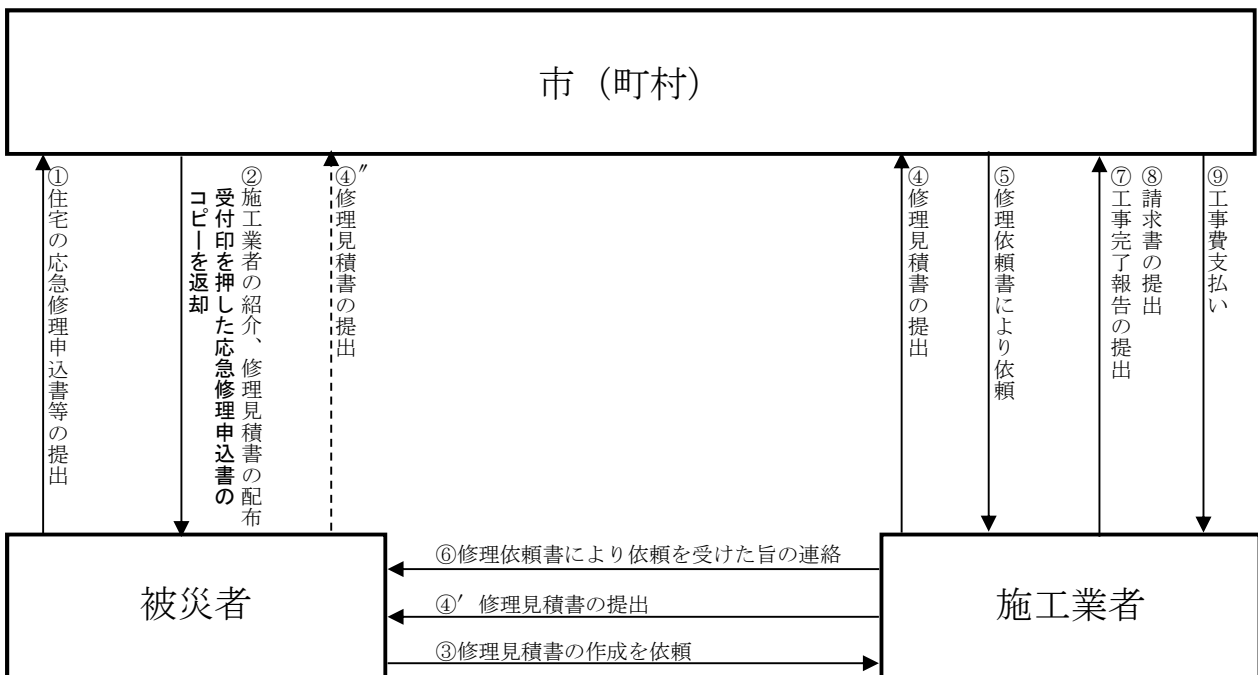 市（町村）
①住宅の応急修理申込書等の提出
②施工業者の紹介、修理見積書の配布
受付印を押した応急修理申込書の
コピーを返却
④″修理見積書の提出
④修理見積書の提出
⑤修理依頼書により依頼
⑧請求書の提出
⑦工事完了報告の提出
⑨工事費支払い
⑥修理依頼書により依頼を受けた旨の連絡
④′修理見積書の提出
③修理見積書の作成を依頼
被災者
施工業者